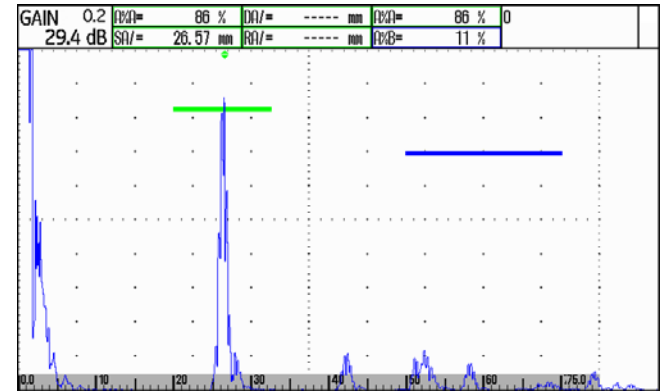 GAIN 0.2 A%A= 86 % DA/= ----- mm A%A= 86 % 0
29.4 dB SA/= 26.57 mm RA/= ----- mm A%B= 11 %
0.0 10 20 30 40 50 60 75.0